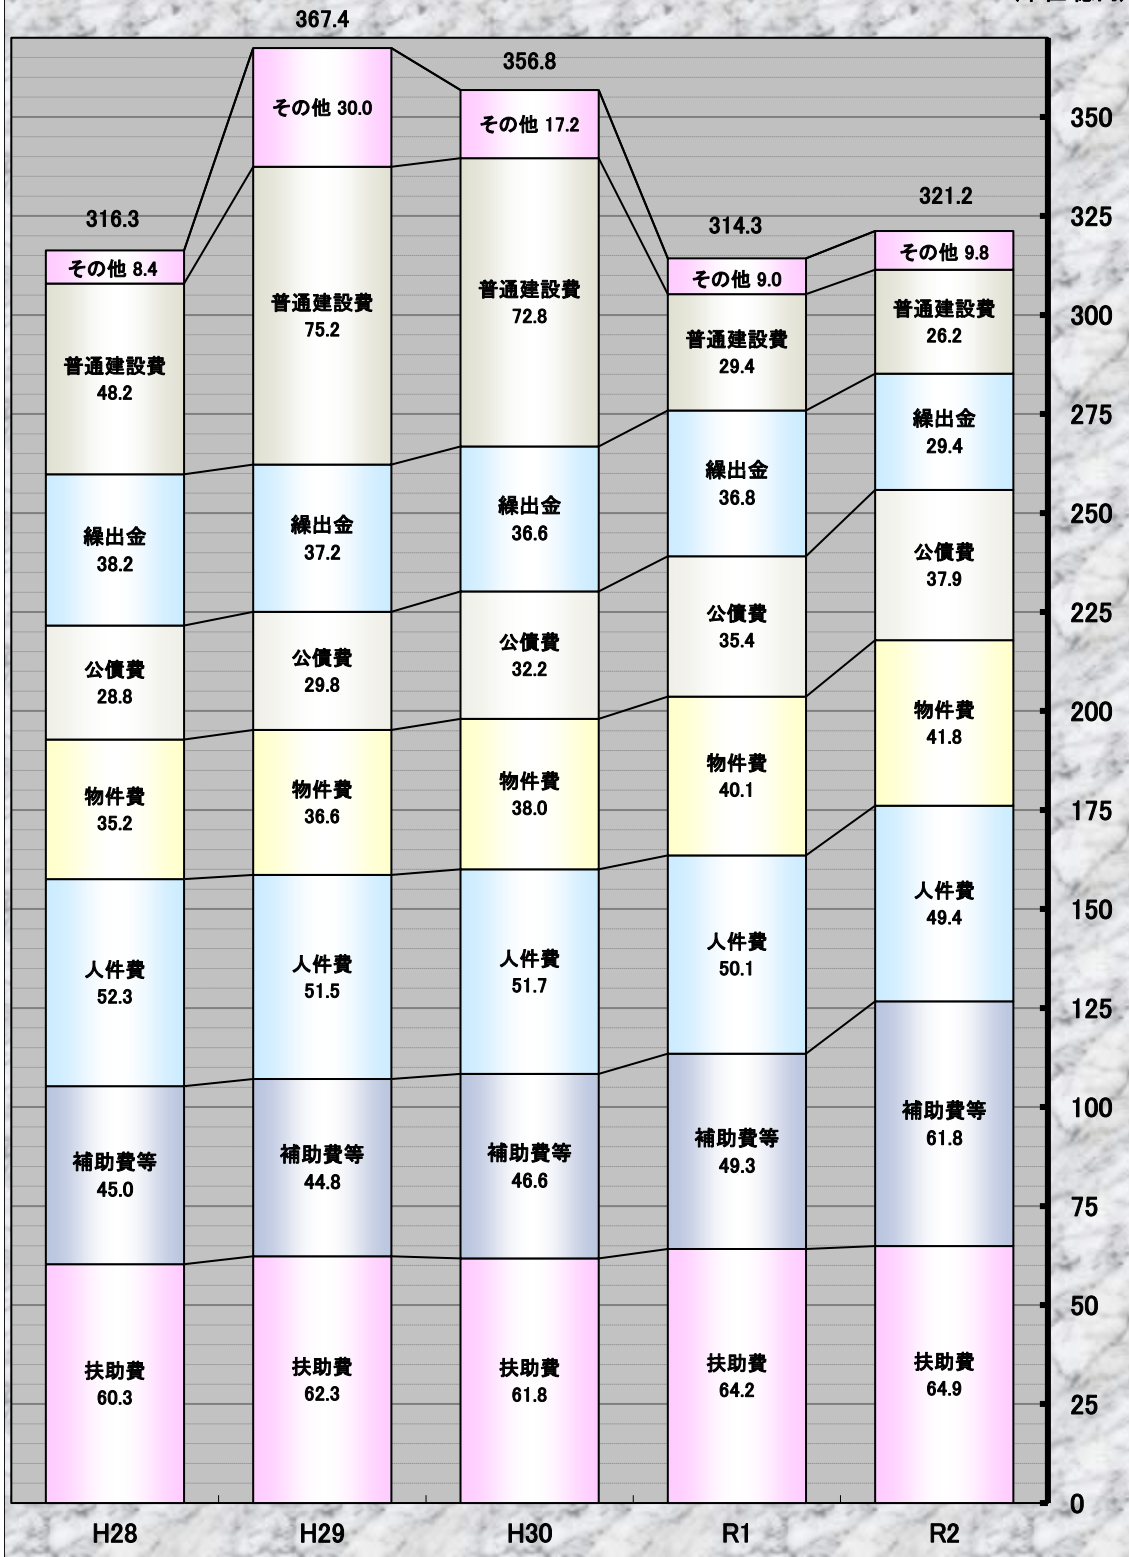 367.4
356.8
316.3
314.3
321.2
その他 8.4
普通建設費
48.2
繰出金
38.2
公債費
28.8
物件費
35.2
人件費
52.3
補助費等
45.0
扶助費
60.3
その他 30.0
普通建設費
75.2
繰出金
37.2
公債費
29.8
物件費
36.6
人件費
51.5
補助費等
44.8
扶助費
62.3
その他 17.2
普通建設費
72.8
繰出金
36.6
公債費
32.2
物件費
38.0
人件費
51.7
補助費等
46.6
扶助費
61.8
その他 9.0
普通建設費
29.4
繰出金
36.8
公債費
35.4
物件費
40.1
人件費
50.1
補助費等
49.3
扶助費
64.2
その他 9.8
普通建設費
26.2
繰出金
29.4
公債費
37.9
物件費
41.8
人件費
49.4
補助費等
61.8
扶助費
64.9
350
325
300
275
250
225
200
175
150
125
100
75
50
25
0
H28
H29
H30
R1
R2